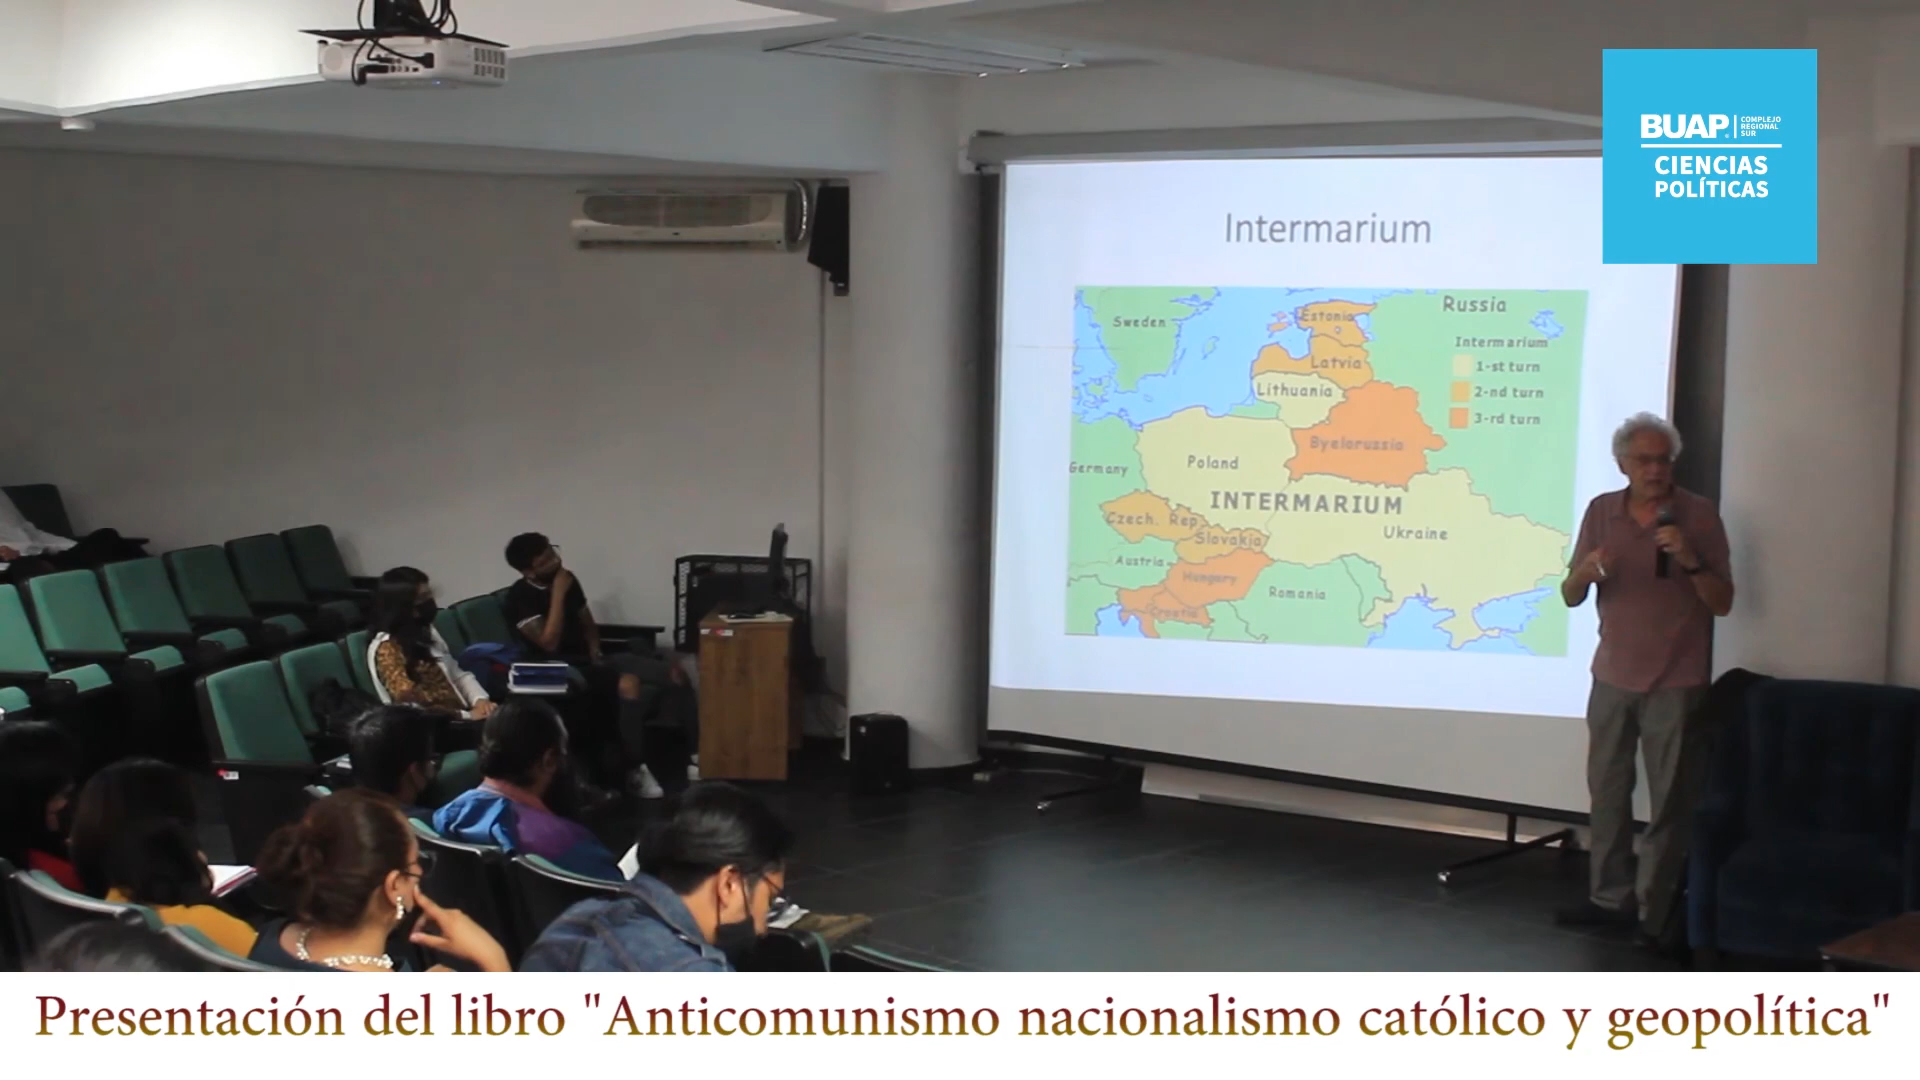 BUAP
COMPLEJO
REGIONAL
SUR
CIENCIAS
POLÍTICAS
Intermarium
Sweden
Estonia
Russia
Intermarium
1-st turn
2-nd turn
3-rd turn
Latvia
Lithuania
Byelorussia
Germany
Poland
INTERMARIUM
Czech. Rep
Ukraine
Slovakia
Austria
Hungary
Romania
Croatia
Presentación del libro "Anticomunismo nacionalismo católico y geopolítica"